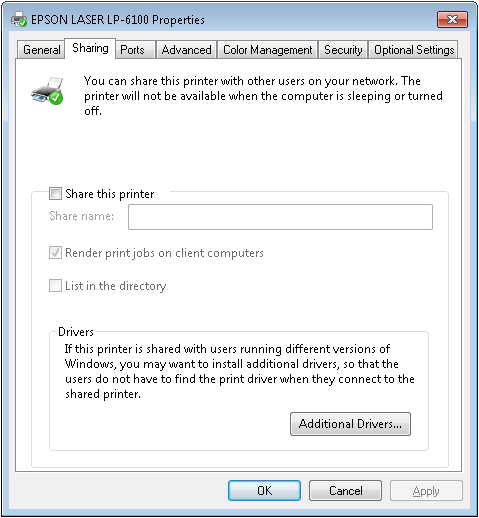 EPSON LASER LP-6100 Properties
General Sharing Ports Advanced Color Management Security Optional Settings
You can share this printer with other users on your network. The
printer will not be available when the computer is sleeping or turned
off.
Share this printer
Share name:
Render print jobs on client computers
List in the directory
Drivers
If this printer is shared with users running different versions of
Windows, you may want to install additional drivers, so that the
users do not have to find the print driver when they connect to the
shared printer.
Additional Drivers...
OK Cancel Apply